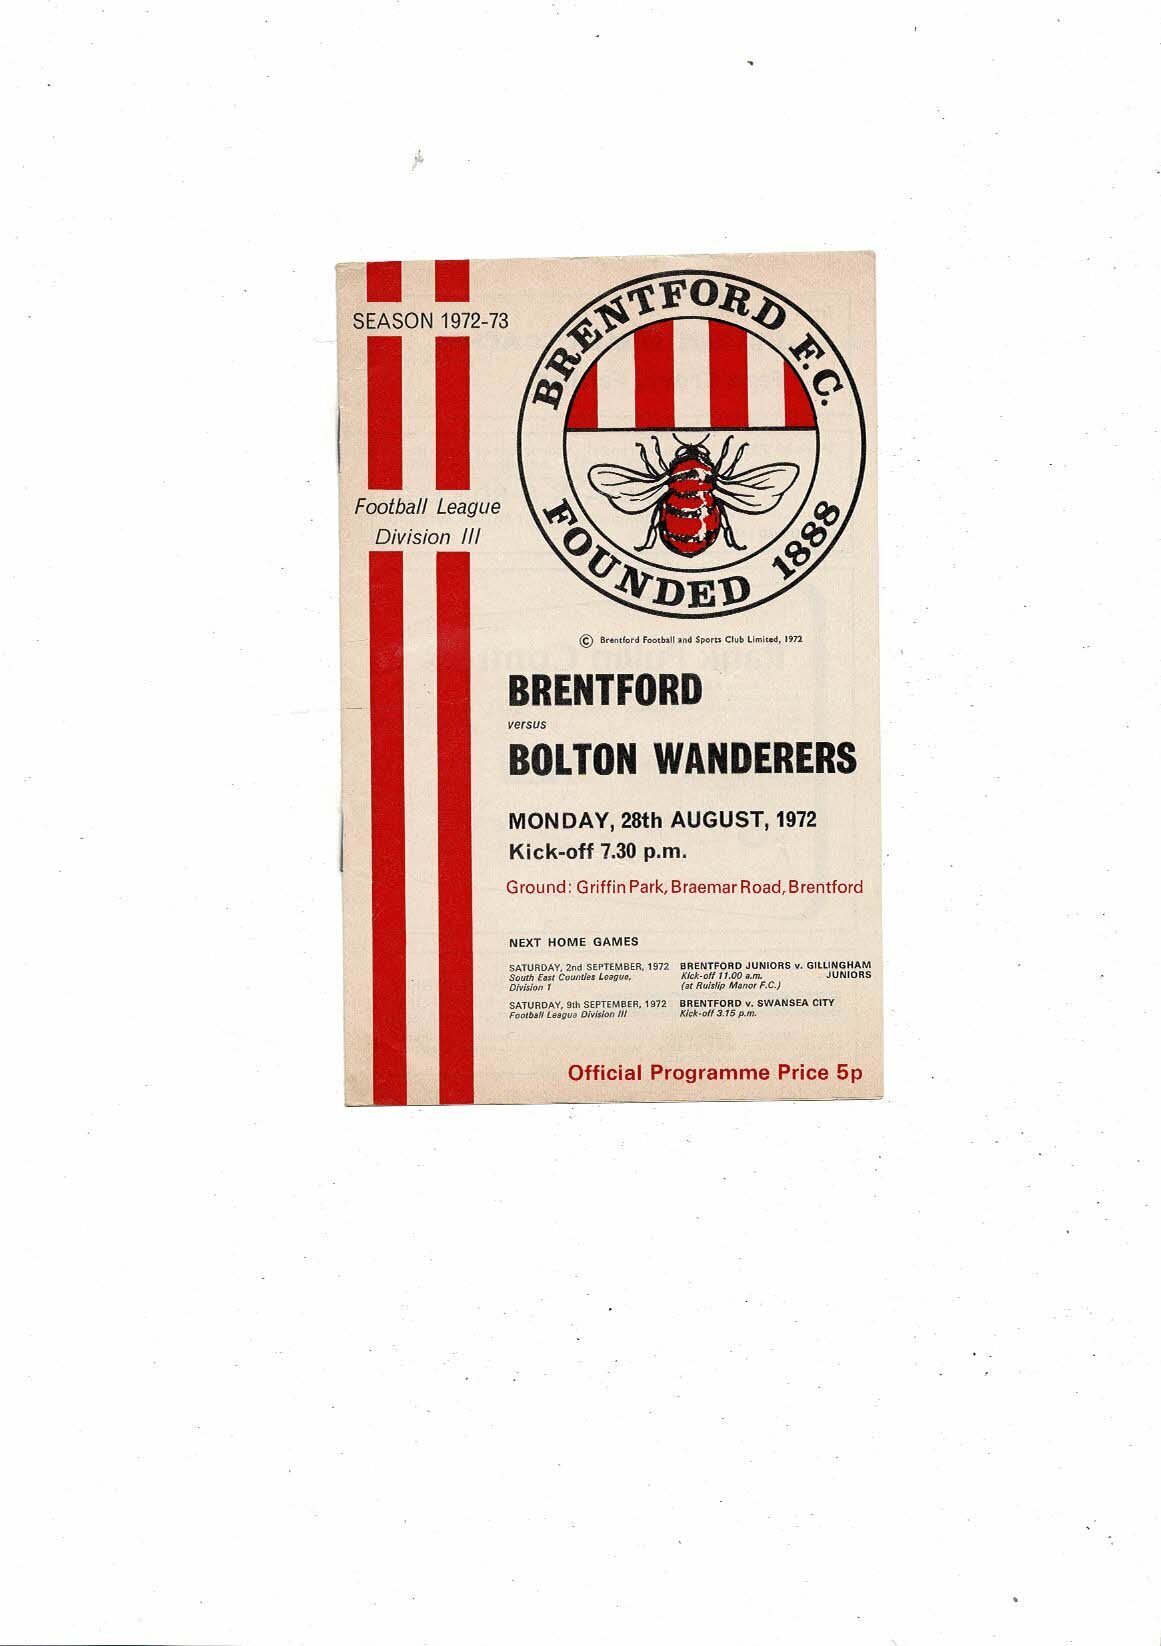 SEASON 1972-73
BRENTFORD F.C.
FOUNDED 1888
Football League
Division III
© Brentford Football and Sports Club Limited, 1972
BRENTFORD
versus
BOLTON WANDERERS
MONDAY, 28th AUGUST, 1972
Kick-off 7.30 p.m.
Ground: Griffin Park, Braemar Road, Brentford
NEXT HOME GAMES
SATURDAY, 2nd SEPTEMBER, 1972 BRENTFORD JUNIORS v. GILLINGHAM
South East Counties League, Kick-off 11.00 a.m. JUNIORS
Division 1 (at Ruislip Manor F.C.)
SATURDAY, 9th SEPTEMBER, 1972 BRENTFORD v. SWANSEA CITY
Football League Division III Kick-off 3.15 p.m.
Official Programme Price 5p